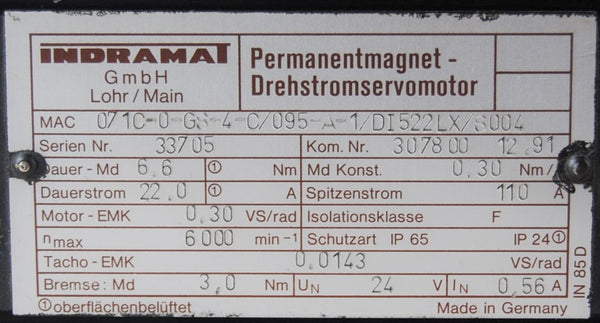 INDRAMAT
GmbH
Lohr/Main
Permanentmagnet-
Drehstromservomotor
MAC 071C-0-GS-4-C/095-A-1/DI522LX/S004
Serien Nr. 33705 Kom. Nr. 307800 12.91
Dauer-Md 6,6 ① Nm Md Konst. 0,30 Nm/A
Dauerstrom 22,0 ① A Spitzenstrom 110 A
Motor-EMK 0,30 VS/rad Isolationsklasse F
nmax 6000 min-1 Schutzart IP 65 IP 24①
Tacho-EMK 0,0143 VS/rad
Bremse: Md 3,0 Nm UN 24 V IN 0,56 A
①oberflächenbelüftet Made in Germany
IN 85 D